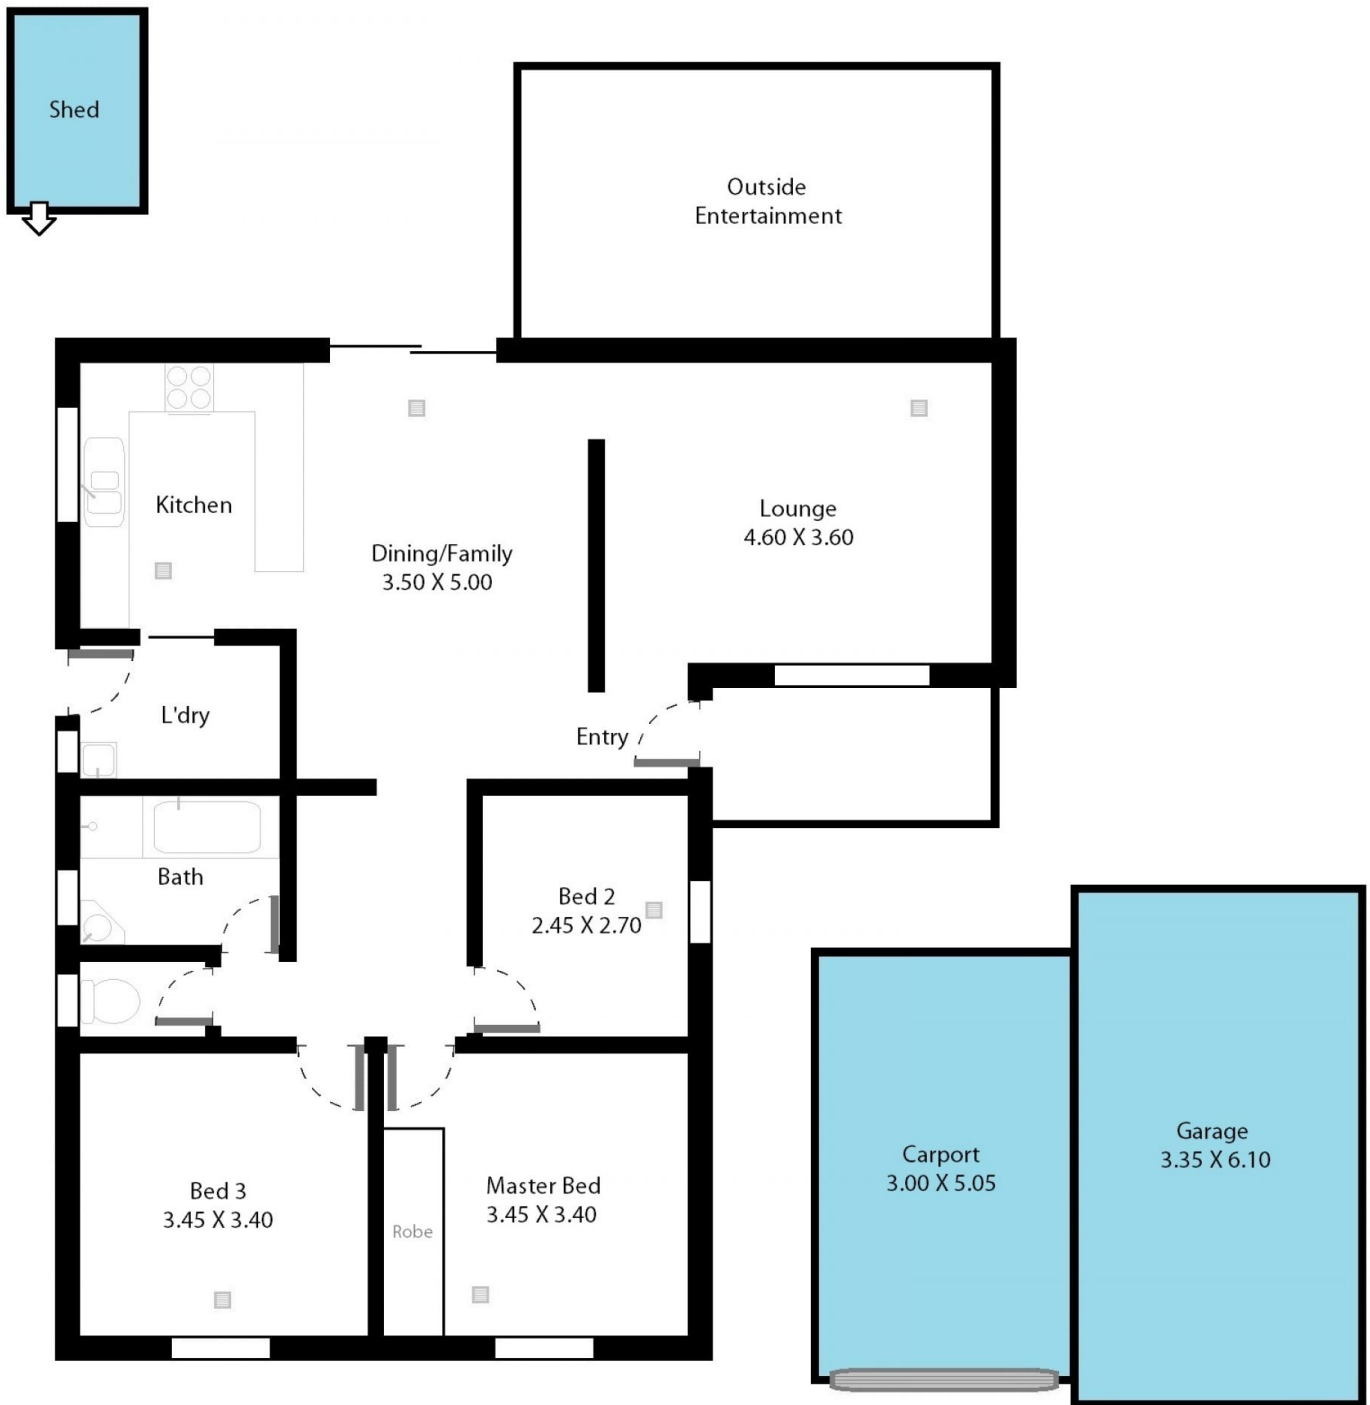 Shed
Outside
Entertainment
Kitchen
Dining/Family
3.50 X 5.00
Lounge
4.60 X 3.60
L'dry
Entry
Bath
Bed 2
2.45 X 2.70
Bed 3
3.45 X 3.40
Robe
Master Bed
3.45 X 3.40
Carport
3.00 X 5.05
Garage
3.35 X 6.10